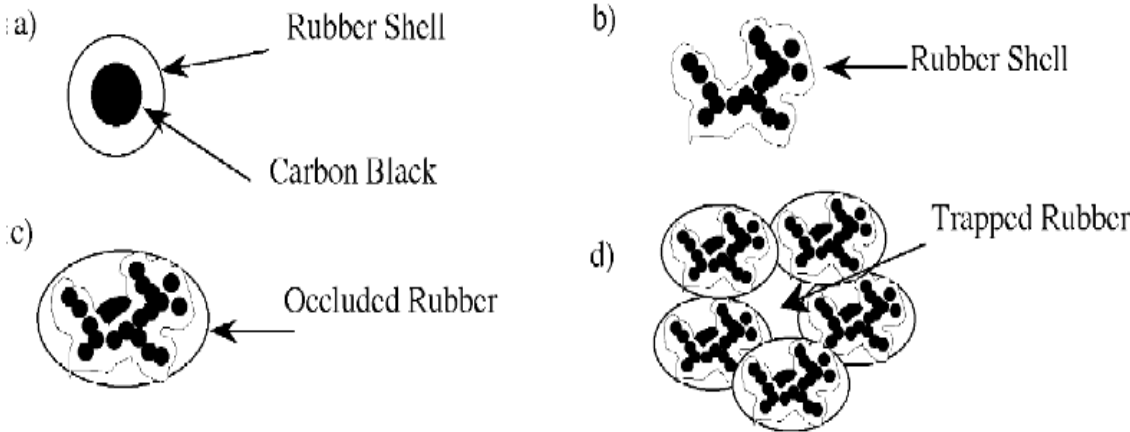 a)
Rubber Shell
Carbon Black
b)
Rubber Shell
c)
Occluded Rubber
d)
Trapped Rubber